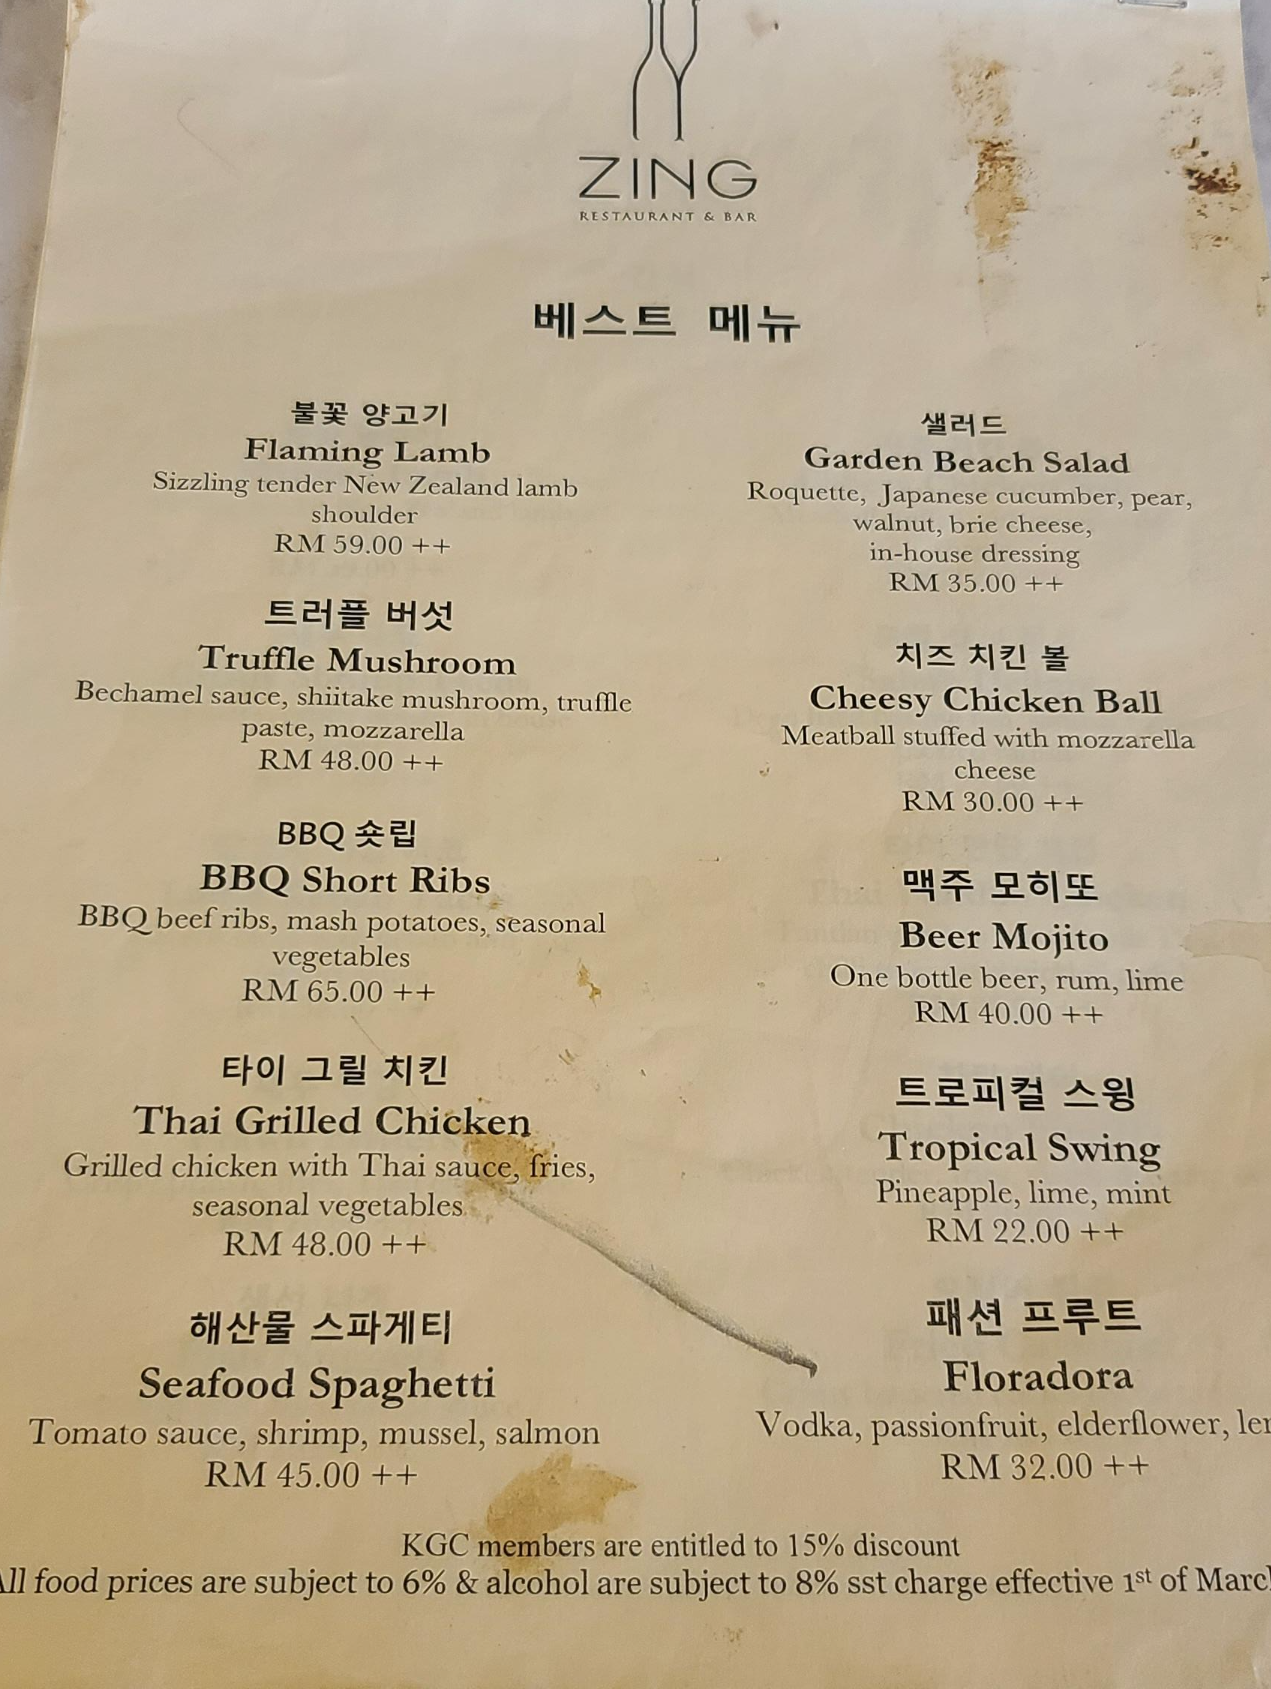 ZING
RESTAURANT & BAR
베스트 메뉴
불꽃 양고기
Flaming Lamb
Sizzling tender New Zealand lamb
shoulder
RM 59.00 ++
트러플 버섯
Truffle Mushroom
Bechamel sauce, shiitake mushroom, truffle
paste, mozzarella
RM 48.00 ++
BBQ 숏립
BBQ Short Ribs
BBQ beef ribs, mash potatoes, seasonal
vegetables
RM 65.00 ++
타이 그릴 치킨
Thai Grilled Chicken
Grilled chicken with Thai sauce, fries,
seasonal vegetables
RM 48.00 ++
해산물 스파게티
Seafood Spaghetti
Tomato sauce, shrimp, mussel, salmon
RM 45.00 ++
샐러드
Garden Beach Salad
Roquette, Japanese cucumber, pear,
walnut, brie cheese,
in-house dressing
RM 35.00 ++
치즈 치킨 볼
Cheesy Chicken Ball
Meatball stuffed with mozzarella
cheese
RM 30.00 ++
맥주 모히또
Beer Mojito
One bottle beer, rum, lime
RM 40.00 ++
트로피컬 스윙
Tropical Swing
Pineapple, lime, mint
RM 22.00 ++
패션 프루트
Floradora
Vodka, passionfruit, elderflower,
RM 32.00 ++
KGC members are entitled to 15% discount
food prices are subject to 6% & alcohol are subject to 8% sst charge effective 1st of